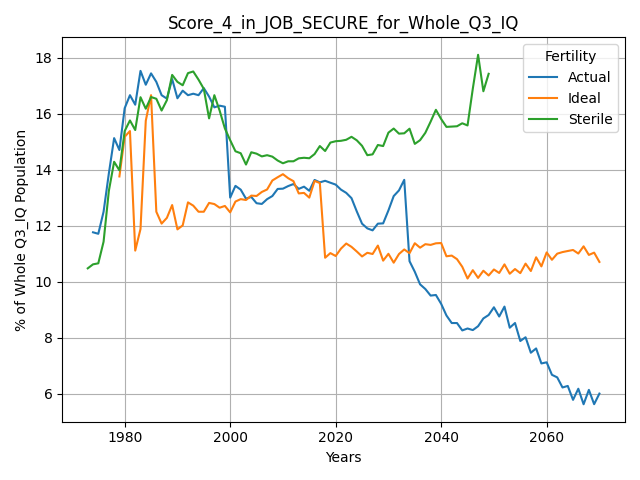 Score_4_in_JOB_SECURE_for_Whole_Q3_IQ
% of Whole Q3_IQ Population
18
16
14
12
10
8
6
Fertility
Actual
Ideal
Sterile
1980 2000 2020 2040 2060
Years